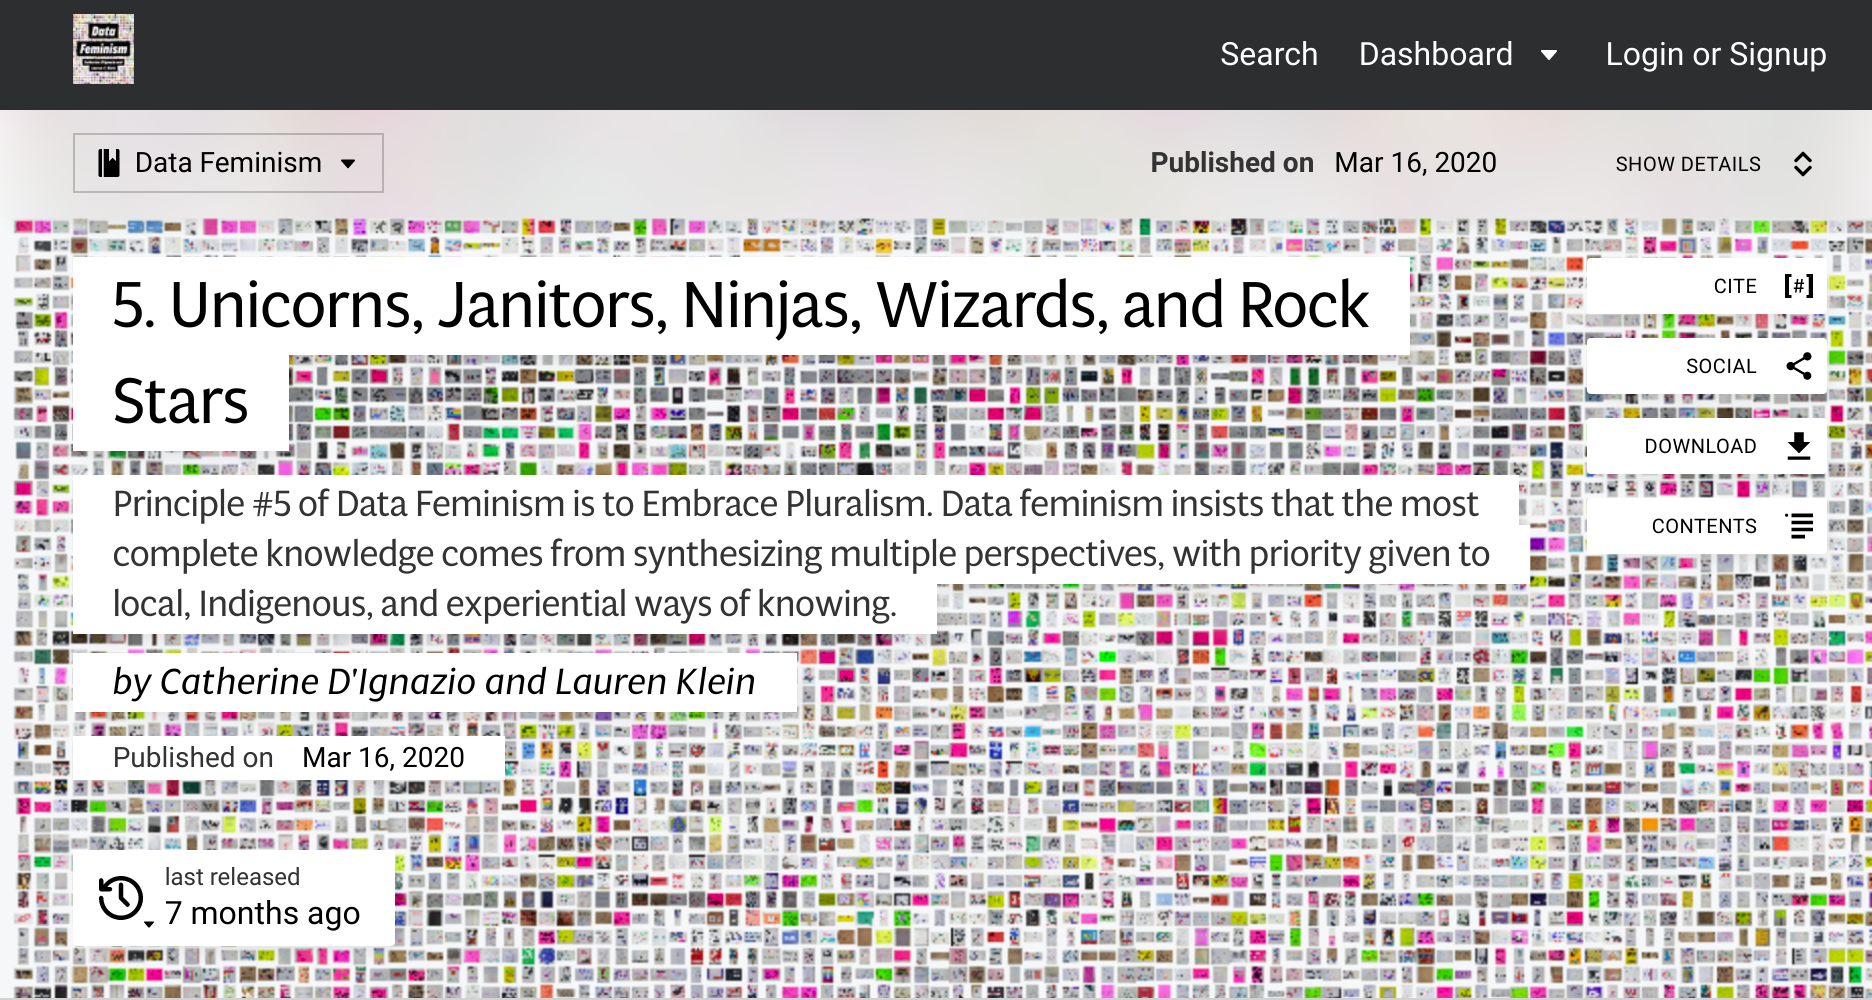 Data
Feminism
Search
Dashboard
Login or Signup
Data Feminism
Published on Mar 16, 2020
SHOW DETAILS
5. Unicorns, Janitors, Ninjas, Wizards, and Rock
Stars
Principle #5 of Data Feminism is to Embrace Pluralism. Data feminism insists that the most
complete knowledge comes from synthesizing multiple perspectives, with priority given to
local, Indigenous, and experiential ways of knowing.
by Catherine D'Ignazio and Lauren Klein
Published on Mar 16, 2020
last released
7 months ago
CITE [#]
SOCIAL
DOWNLOAD
CONTENTS